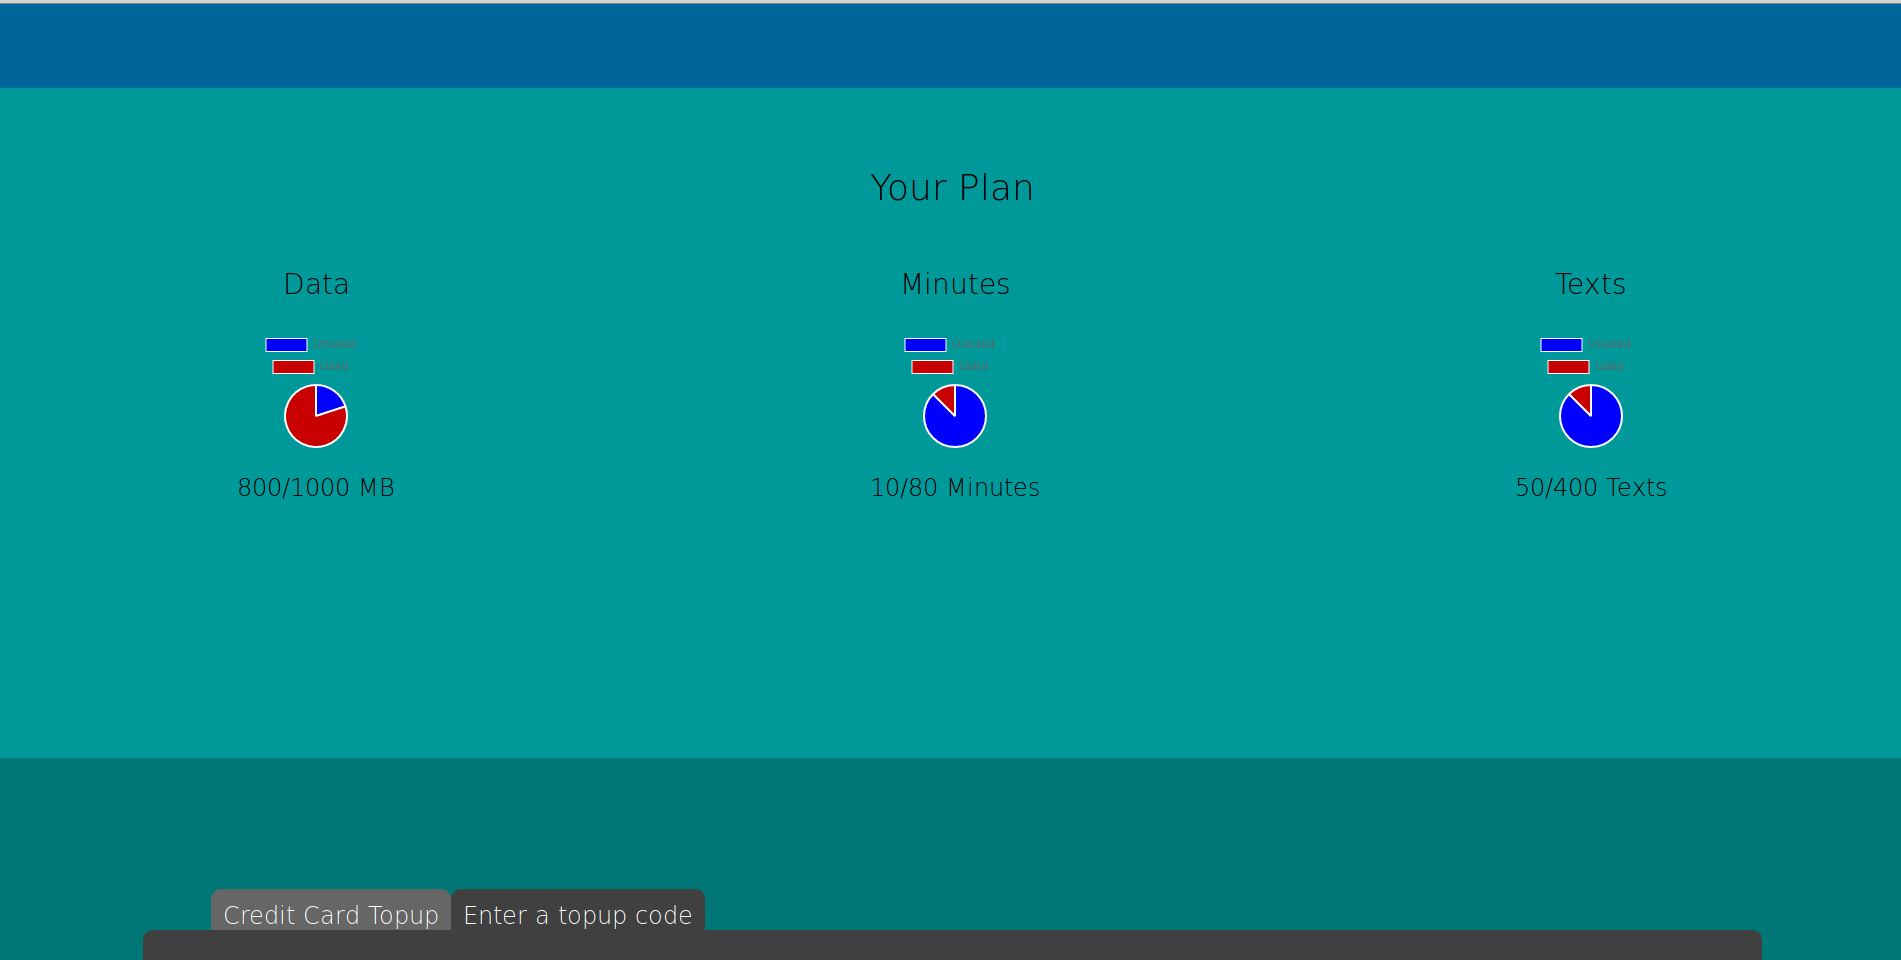 Your Plan
Data
Minutes
Texts
Unused
Unused
Unused
Used
Used
Used
800/1000 MB
10/80 Minutes
50/400 Texts
Credit Card Topup
Enter a topup code